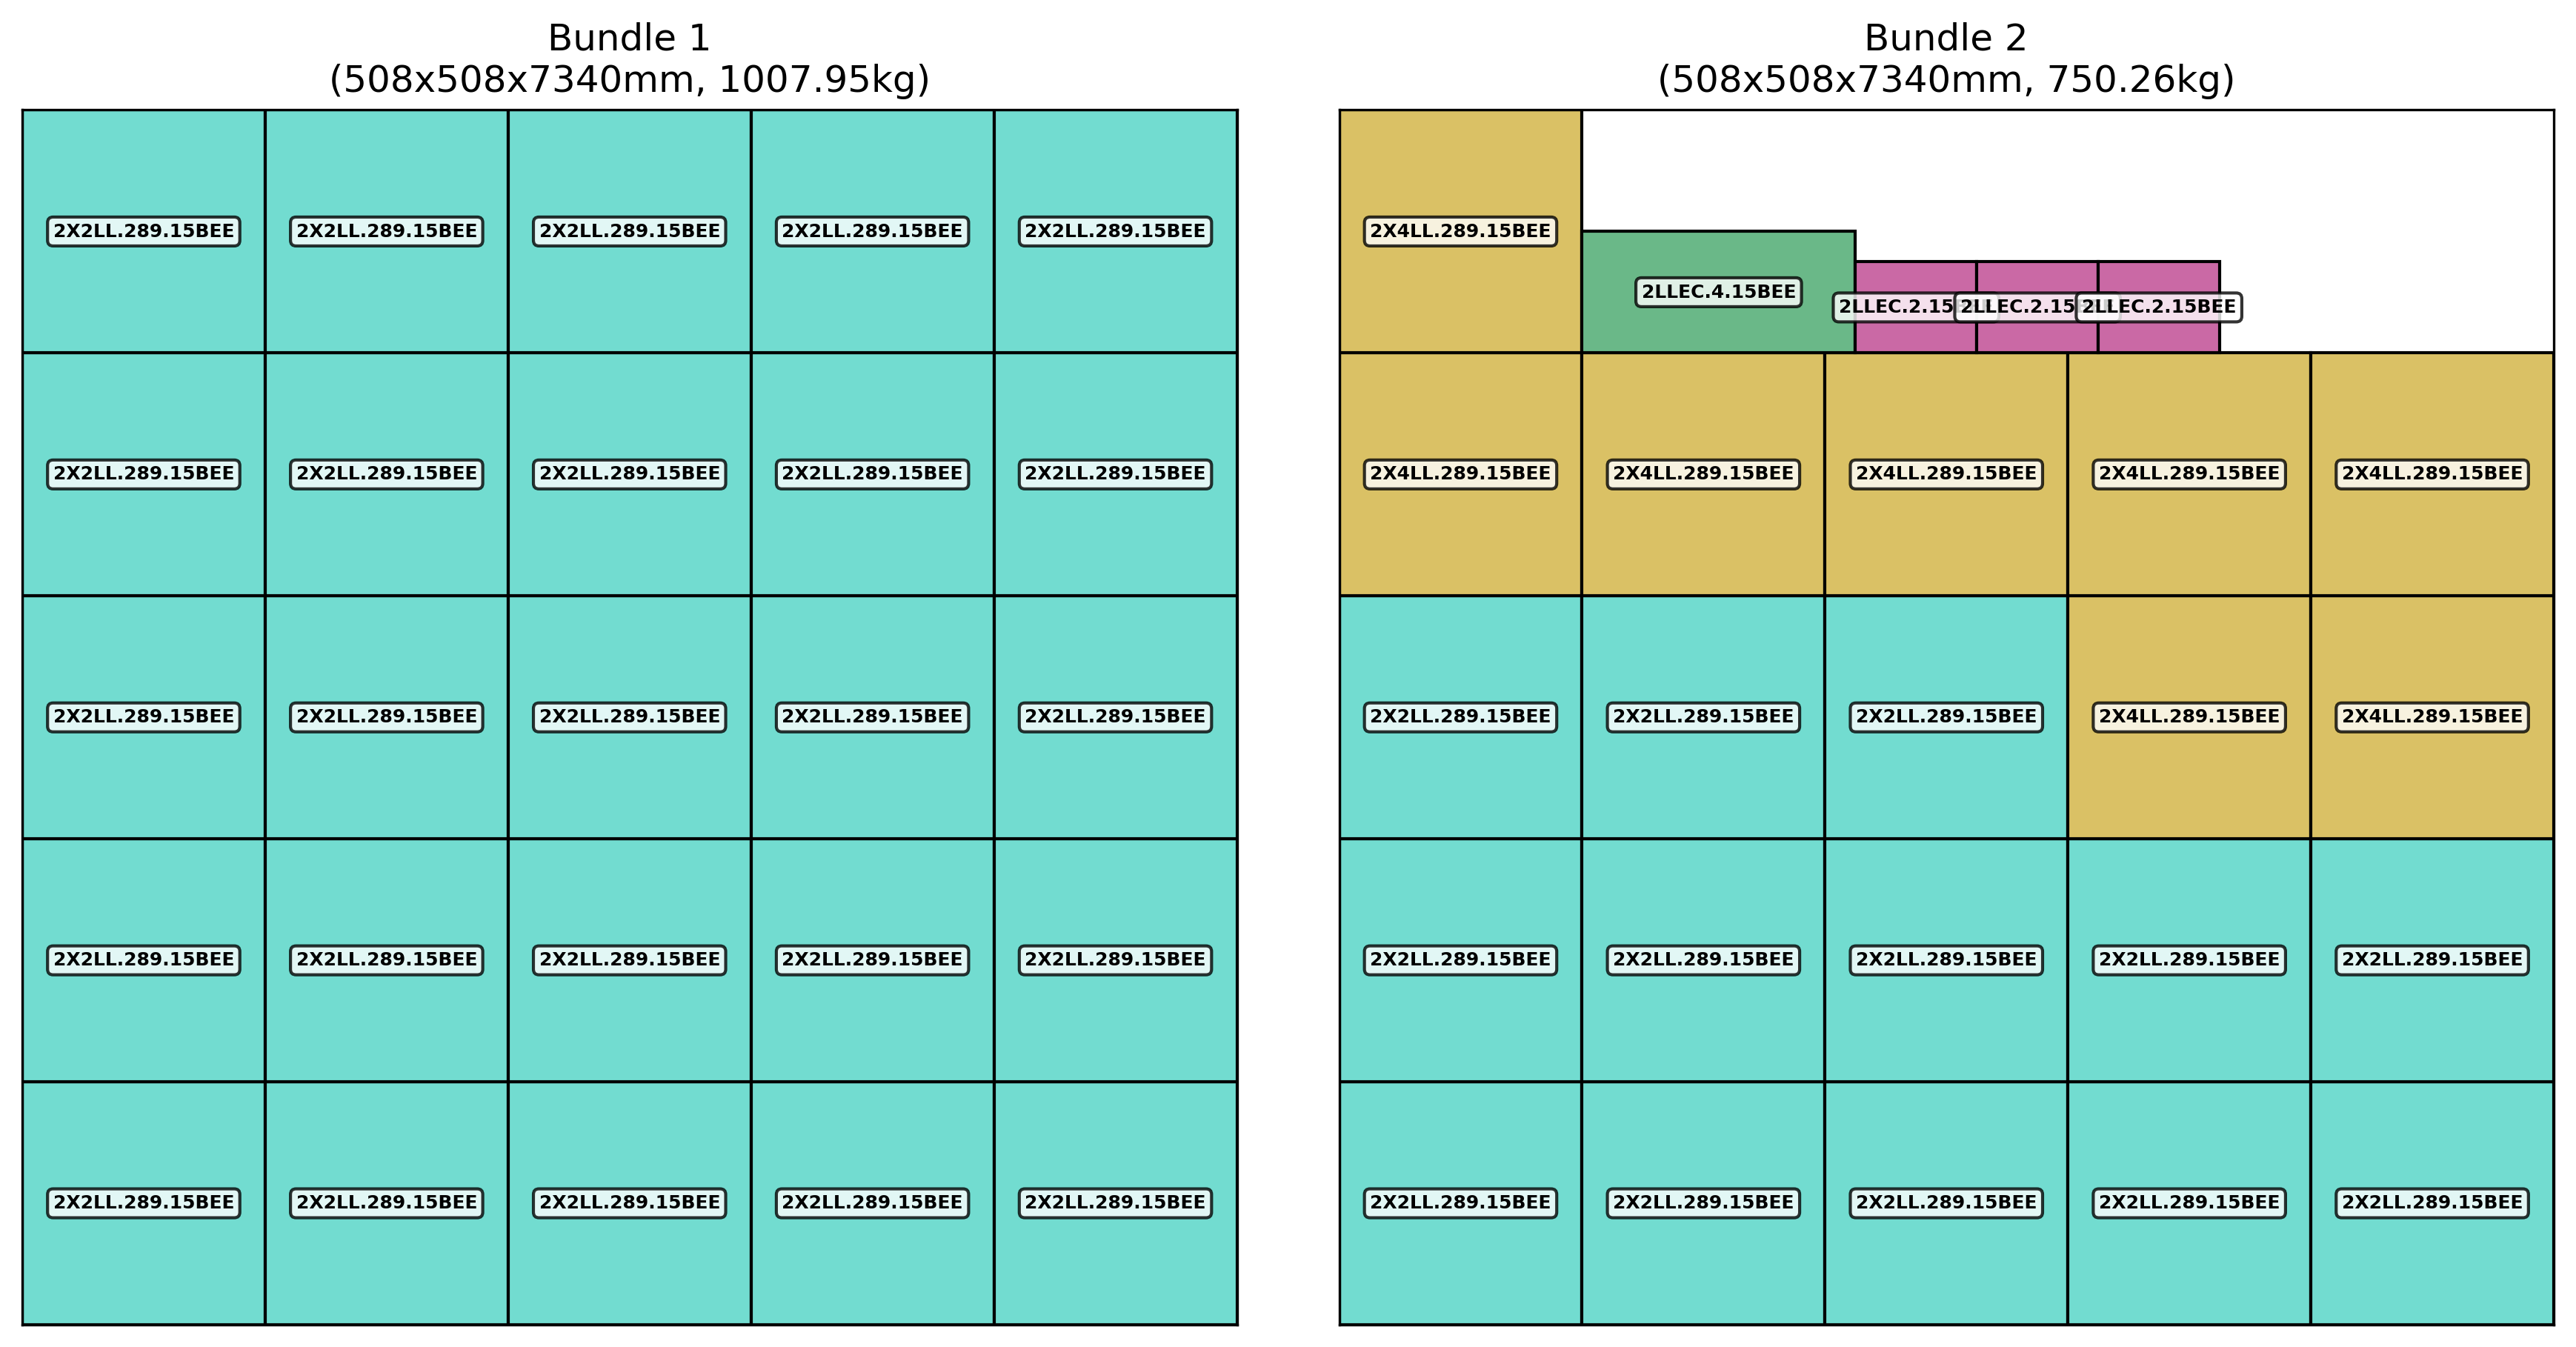 Bundle 1
(508x508x7340mm, 1007.95kg)
2X2LL.289.15BEE 2X2LL.289.15BEE 2X2LL.289.15BEE 2X2LL.289.15BEE 2X2LL.289.15BEE
2X2LL.289.15BEE 2X2LL.289.15BEE 2X2LL.289.15BEE 2X2LL.289.15BEE 2X2LL.289.15BEE
2X2LL.289.15BEE 2X2LL.289.15BEE 2X2LL.289.15BEE 2X2LL.289.15BEE 2X2LL.289.15BEE
2X2LL.289.15BEE 2X2LL.289.15BEE 2X2LL.289.15BEE 2X2LL.289.15BEE 2X2LL.289.15BEE
2X2LL.289.15BEE 2X2LL.289.15BEE 2X2LL.289.15BEE 2X2LL.289.15BEE 2X2LL.289.15BEE
Bundle 2
(508x508x7340mm, 750.26kg)
2X4LL.289.15BEE
2LLEC.4.15BEE
2LLEC.2.15 2LLEC.2.15 2LLEC.2.15BEE
2X4LL.289.15BEE 2X4LL.289.15BEE 2X4LL.289.15BEE 2X4LL.289.15BEE 2X4LL.289.15BEE
2X2LL.289.15BEE 2X2LL.289.15BEE 2X2LL.289.15BEE 2X4LL.289.15BEE 2X4LL.289.15BEE
2X2LL.289.15BEE 2X2LL.289.15BEE 2X2LL.289.15BEE 2X2LL.289.15BEE 2X2LL.289.15BEE
2X2LL.289.15BEE 2X2LL.289.15BEE 2X2LL.289.15BEE 2X2LL.289.15BEE 2X2LL.289.15BEE